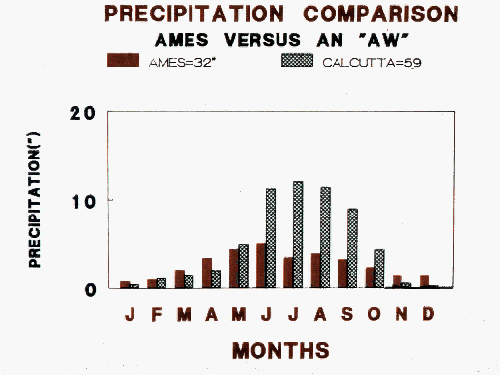 PRECIPITATION COMPARISON
AMES VERSUS AN "AW"
AMES=32" CALCUTTA=59
20
10
0
PRECIPITATION(")
J F M A M J J A S O N D
MONTHS